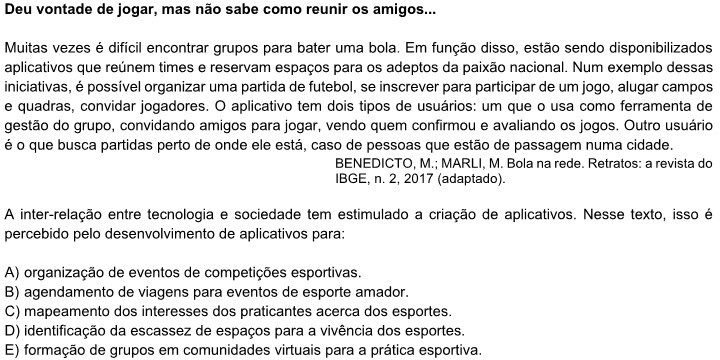 Deu vontade de jogar, mas não sabe como reunir os amigos...
Muitas vezes é difícil encontrar grupos para bater uma bola. Em função disso, estão sendo disponibilizados
aplicativos que reúnem times e reservam espaços para os adeptos da paixão nacional. Num exemplo dessas
iniciativas, é possível organizar uma partida de futebol, se inscrever para participar de um jogo, alugar campos
e quadras, convidar jogadores. O aplicativo tem dois tipos de usuários: um que o usa como ferramenta de
gestão do grupo, convidando amigos para jogar, vendo quem confirmou e avaliando os jogos. Outro usuário
é o que busca partidas perto de onde ele está, caso de pessoas que estão de passagem numa cidade.
BENEDICTO, M.; MARLI, M. Bola na rede. Retratos: a revista do
IBGE, n. 2, 2017 (adaptado).
A inter-relação entre tecnologia e sociedade tem estimulado a criação de aplicativos. Nesse texto, isso é
percebido pelo desenvolvimento de aplicativos para:
A) organização de eventos de competições esportivas.
B) agendamento de viagens para eventos de esporte amador.
C) mapeamento dos interesses dos praticantes acerca dos esportes.
D) identificação da escassez de espaços para a vivência dos esportes.
E) formação de grupos em comunidades virtuais para a prática esportiva.